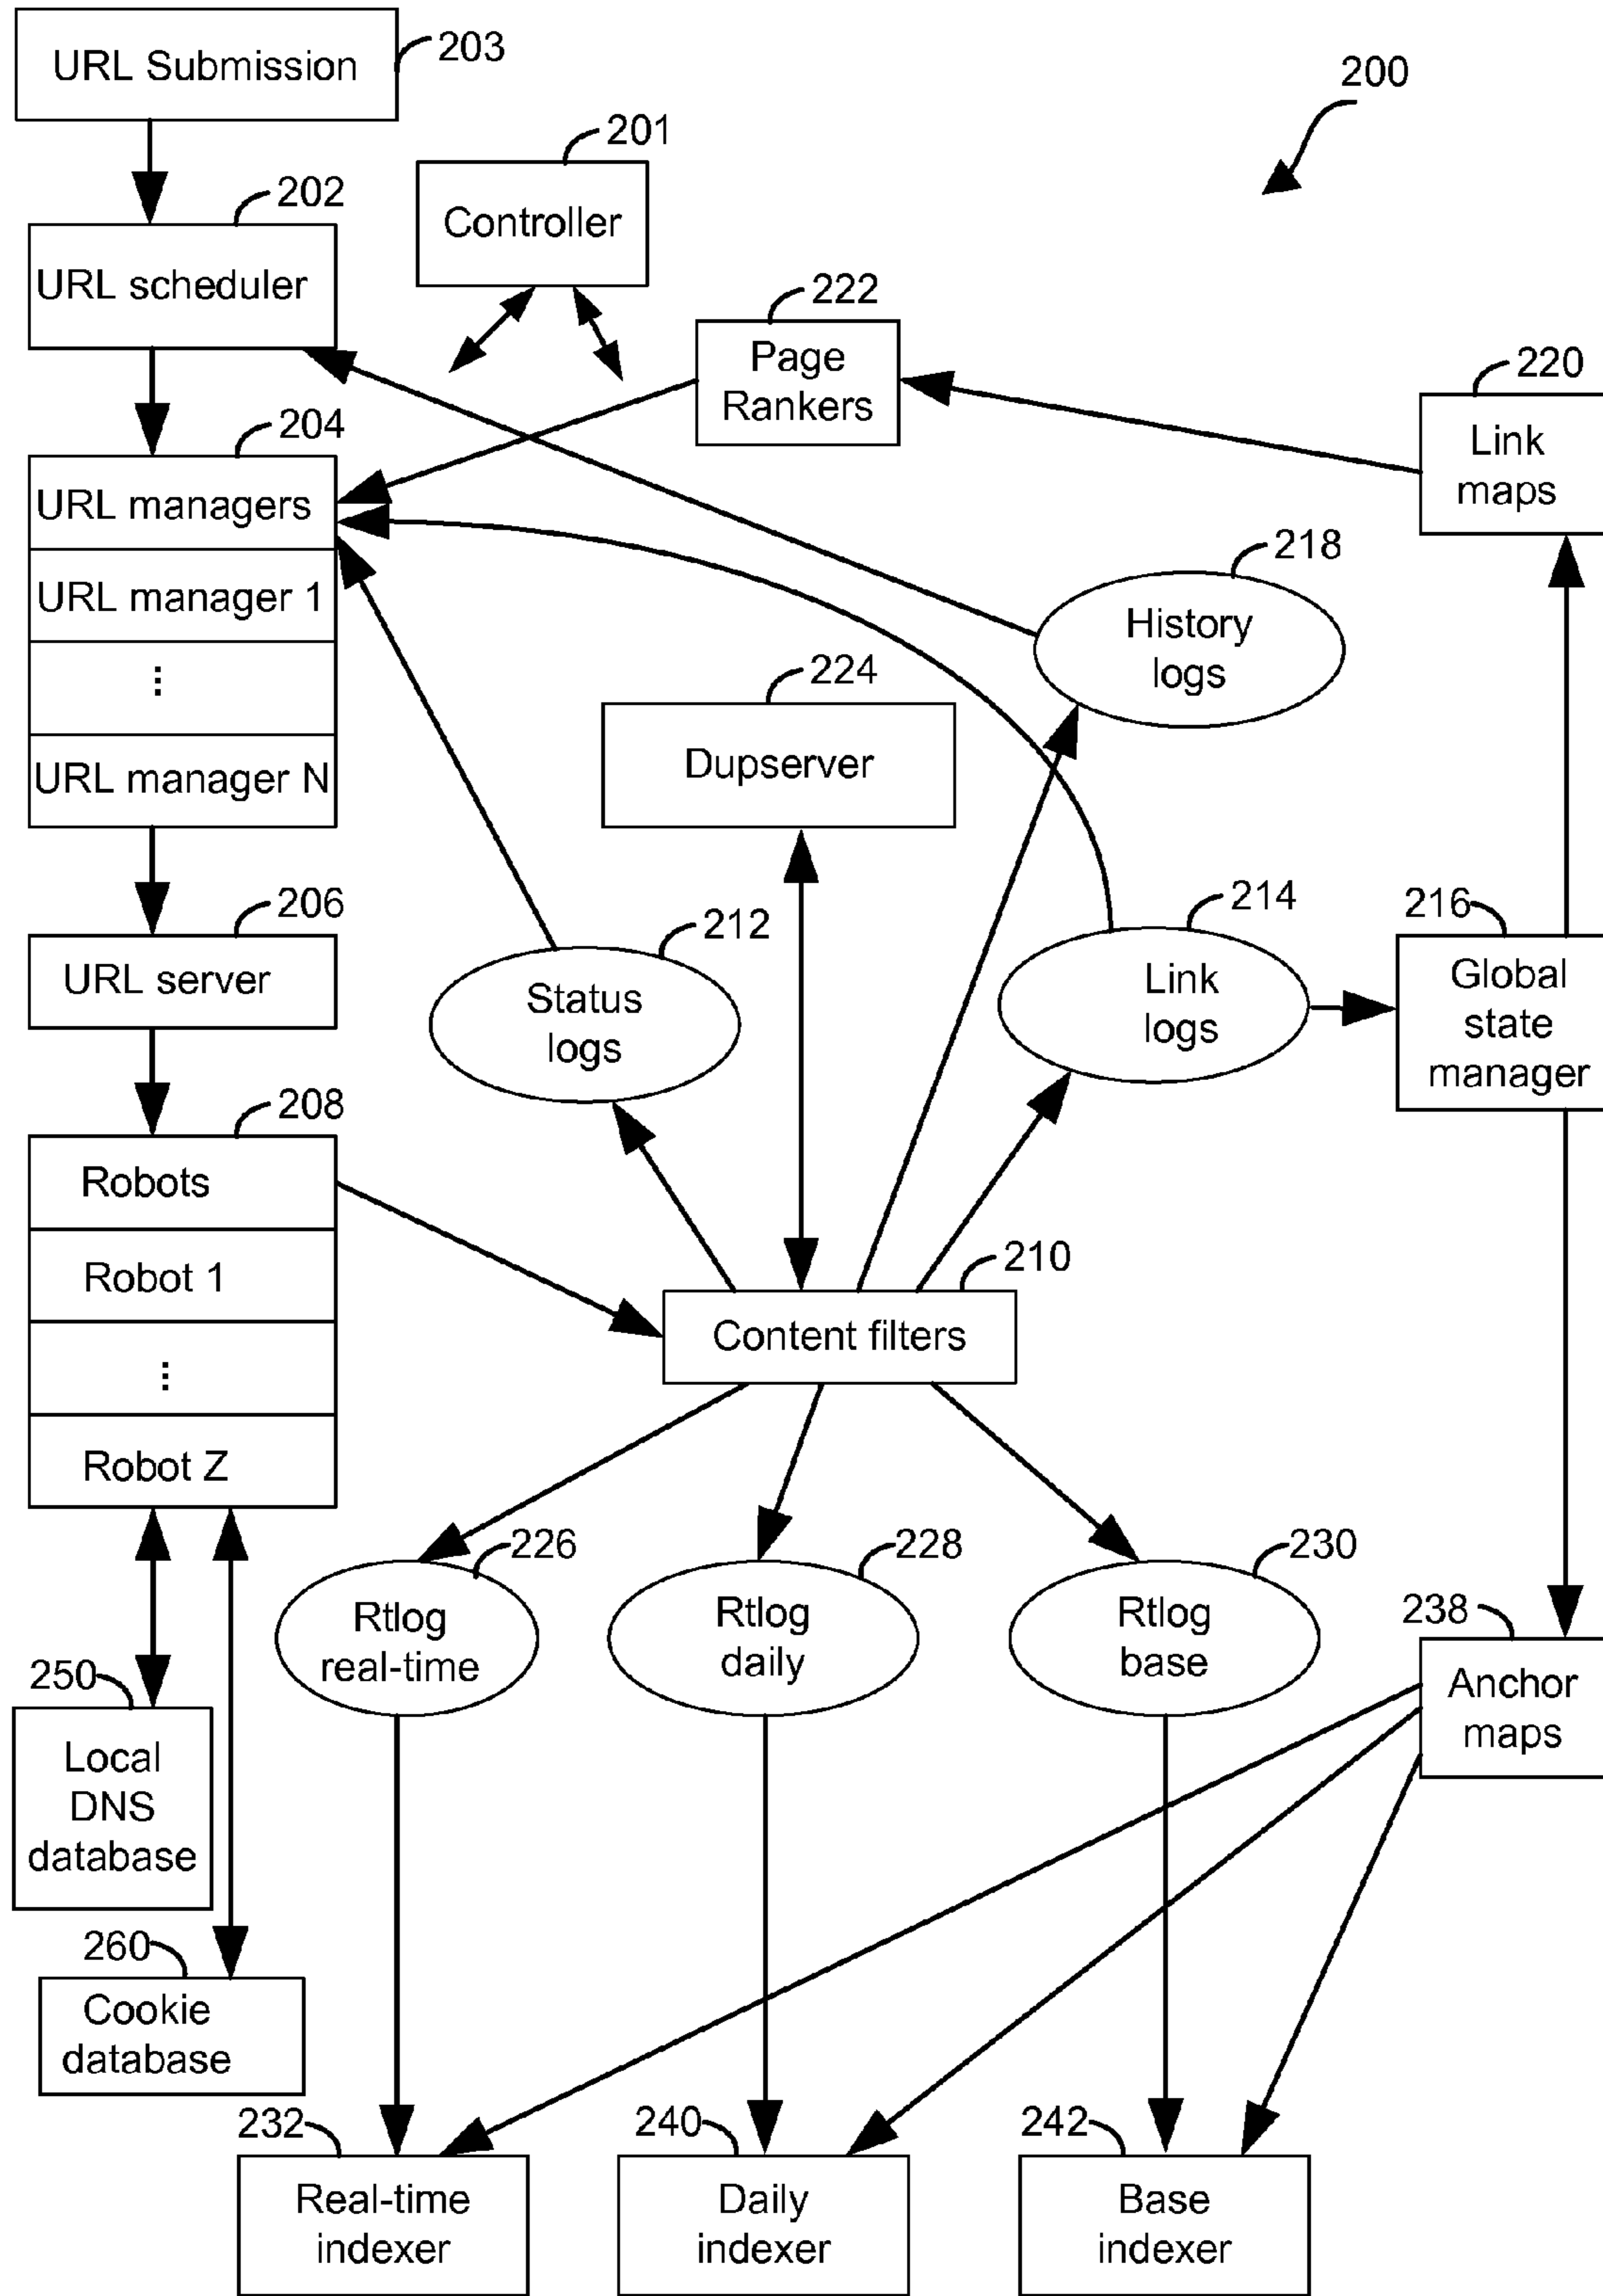 URL Submission
203
200
201
Controller
202
URL scheduler
222
Page
Rankers
220
Link
maps
204
URL managers
URL manager 1
⋮
URL manager N
218
History
logs
224
Dupserver
206
URL server
212
Status
logs
214
Link
logs
216
Global
state
manager
208
Robots
Robot 1
⋮
Robot Z
210
Content filters
226
Rtlog
real-time
228
Rtlog
daily
230
Rtlog
base
238
Anchor
maps
250
Local
DNS
database
260
Cookie
database
232
Real-time
indexer
240
Daily
indexer
242
Base
indexer